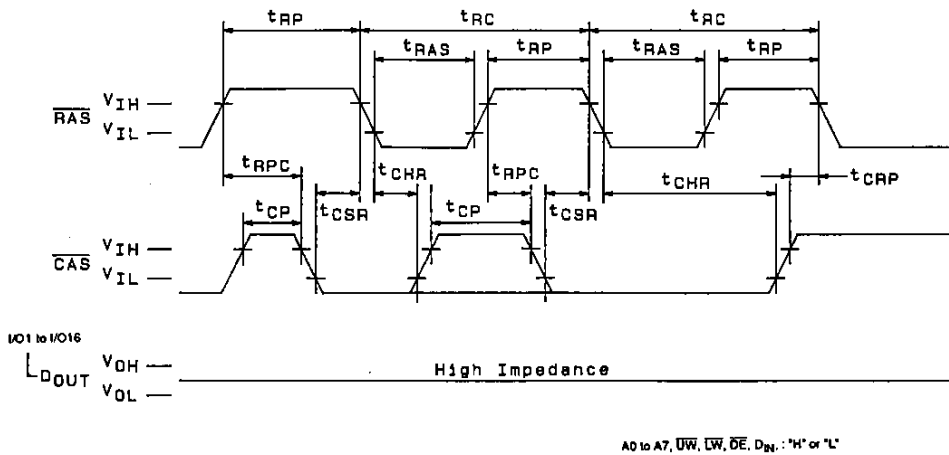 tRP tRC tRC
tRAS tRP tRAS tRP
RAS VIH
VIL
tRPC tCHR tRPC tCHR tCRP
tCP tCSR tCP tCSR
CAS VIH
VIL
I/O1 to I/O16
DOUT VOH
High Impedance
VOL
A0 to A7, UW, LW, OE, DIN, : "H" or "L"